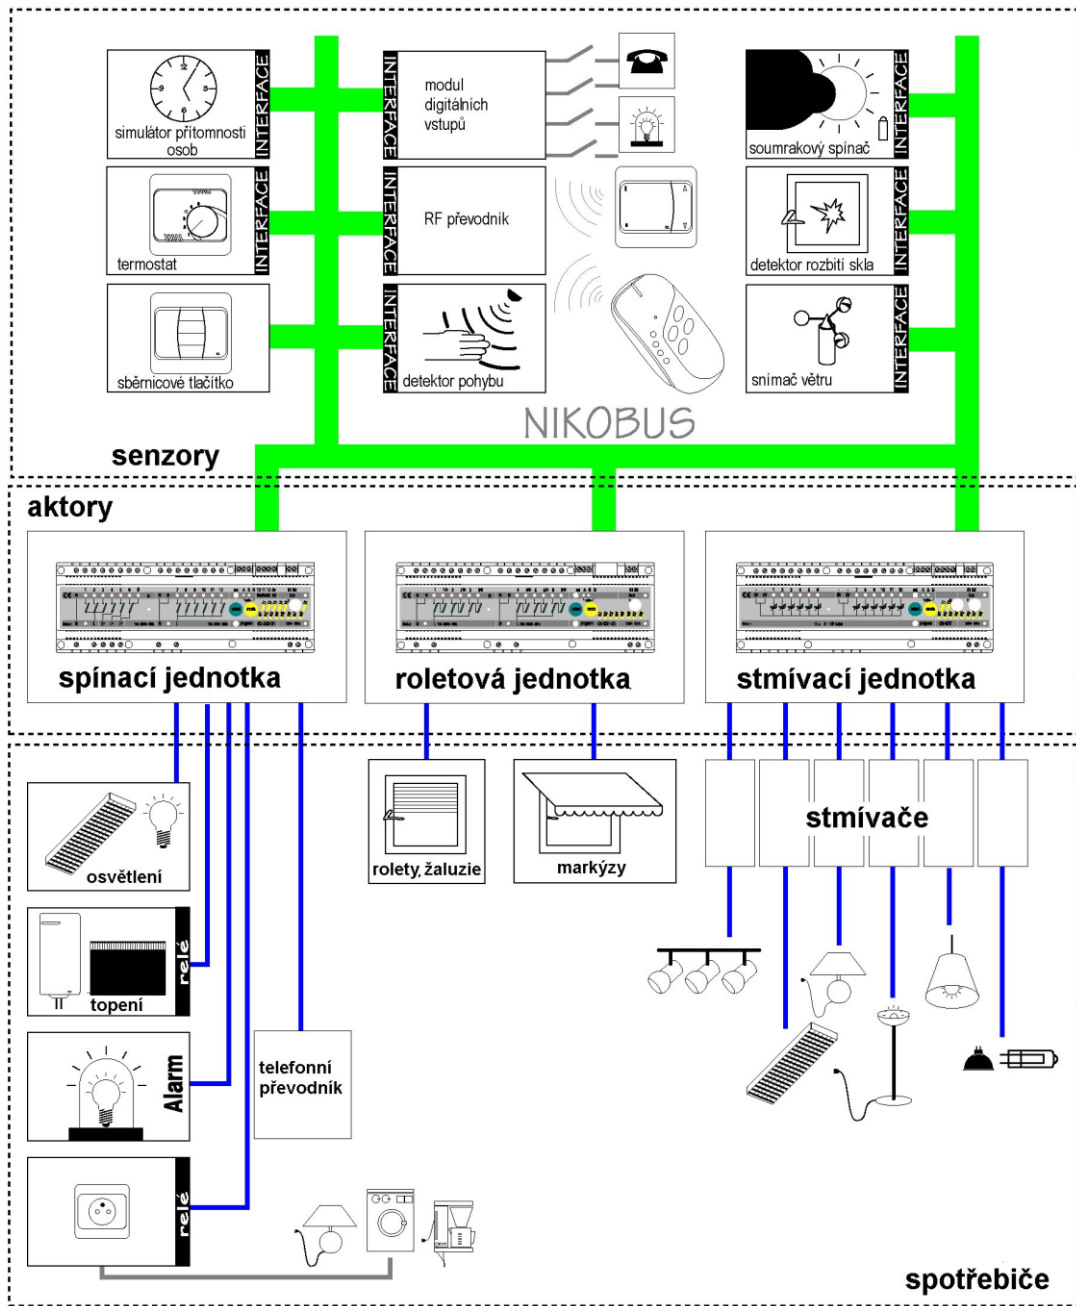 simulátor přítomnosti
osob
INTERFACE
INTERFACE
modul
digitálních
vstupů
soumrakový spínač
INTERFACE
termostat
INTERFACE
INTERFACE
RF převodník
detektor rozbití skla
INTERFACE
sběrnicové tlačítko
INTERFACE
detektor pohybu
snímač větru
INTERFACE
NIKOBUS
senzory
aktory
spínací jednotka
roletová jednotka
stmívací jednotka
osvětlení
rolety, žaluzie
markýzy
stmívače
topení
relé
Alarm
telefonní
převodník
relé
spotřebiče